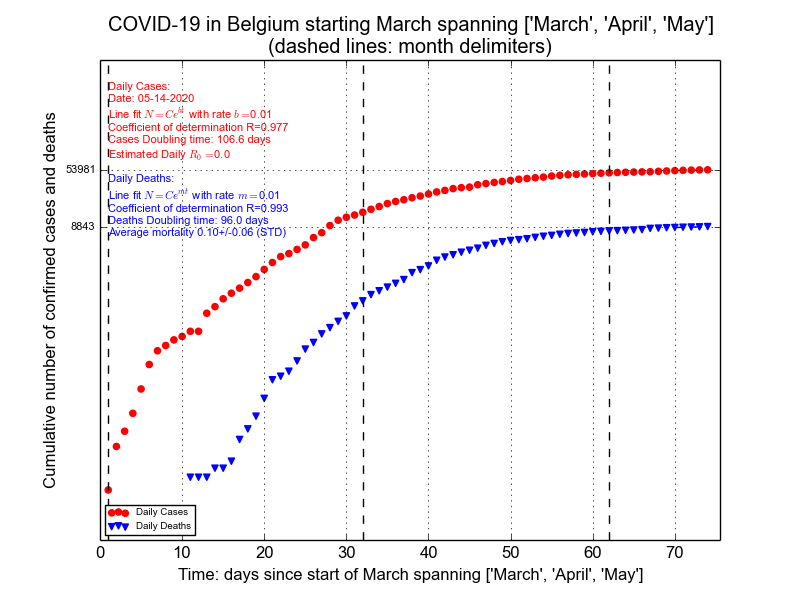 COVID-19 in Belgium starting March spanning ['March', 'April', 'May']
(dashed lines: month delimiters)
Daily Cases:
Date: 05-14-2020
Line fit N=Ce^{bt} with rate b=0.01
Coefficient of determination R=0.977
Cases Doubling time: 106.6 days
Estimated Daily R_0=0.0
Daily Deaths:
Line fit N=Ce^{mt} with rate m=0.01
Coefficient of determination R=0.993
Deaths Doubling time: 96.0 days
Average mortality 0.10+/-0.06 (STD)
53981
8843
Cumulative number of confirmed cases and deaths
Daily Cases
Daily Deaths
0 10 20 30 40 50 60 70
Time: days since start of March spanning ['March', 'April', 'May']